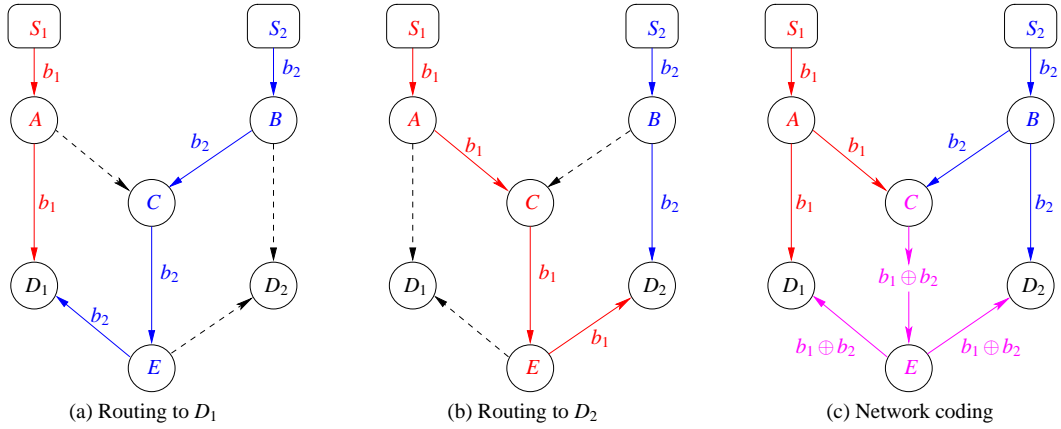 S₁ S₂ S₁ S₂ S₁ S₂
b₁ b₂ b₁ b₂ b₁ b₂
A B A B A B
b₂ b₁ b₁ b₂
b₁ C C b₂ b₁ C b₂
b₂ b₁ b₁ ⊕ b₂
D₁ D₂ D₁ D₂ D₁ D₂
b₂ b₁ b₁ ⊕ b₂ b₁ ⊕ b₂
E E E
(a) Routing to D₁ (b) Routing to D₂ (c) Network coding